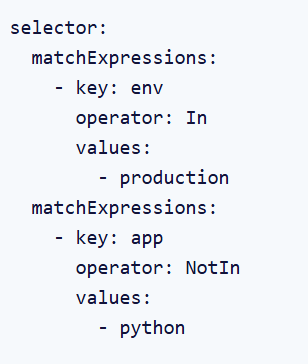 selector:
  matchExpressions:
    - key: env
      operator: In
      values:
        - production
  matchExpressions:
    - key: app
      operator: NotIn
      values:
        - python